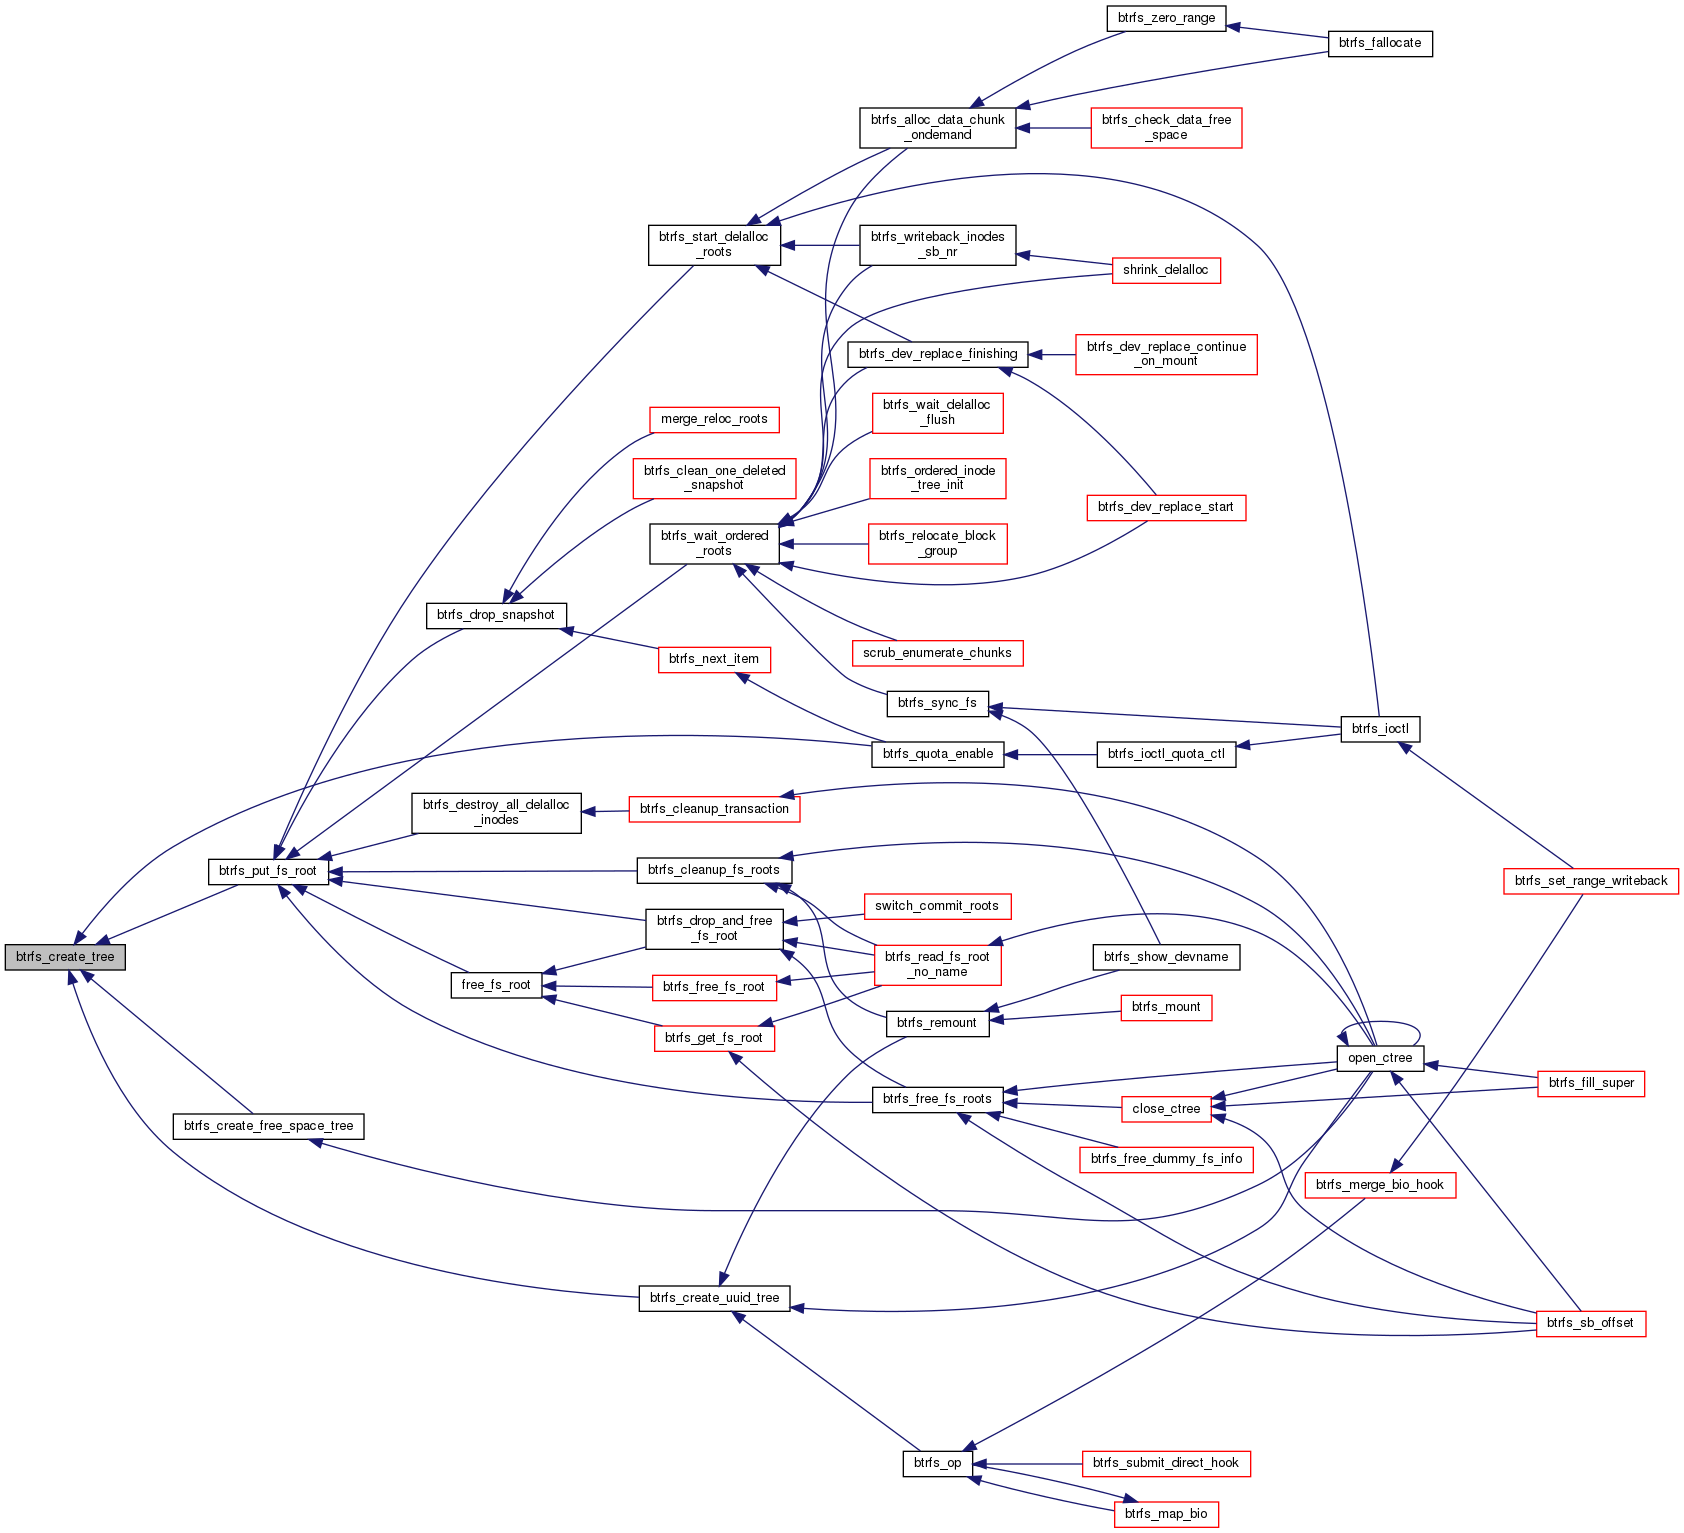 btrfs_zero_range
btrfs_fallocate
btrfs_alloc_data_chunk
_ondemand
btrfs_check_data_free
_space
btrfs_start_delalloc
_roots
btrfs_writeback_inodes
_sb_nr
shrink_delalloc
btrfs_dev_replace_finishing
btrfs_dev_replace_continue
_on_mount
merge_reloc_roots
btrfs_wait_delalloc
_flush
btrfs_clean_one_deleted
_snapshot
btrfs_ordered_inode
_tree_init
btrfs_dev_replace_start
btrfs_wait_ordered
_roots
btrfs_relocate_block
_group
btrfs_drop_snapshot
scrub_enumerate_chunks
btrfs_next_item
btrfs_sync_fs
btrfs_ioctl
btrfs_quota_enable
btrfs_ioctl_quota_ctl
btrfs_destroy_all_delalloc
_inodes
btrfs_cleanup_transaction
btrfs_put_fs_root
btrfs_cleanup_fs_roots
btrfs_set_range_writeback
switch_commit_roots
btrfs_drop_and_free
_fs_root
btrfs_create_tree
btrfs_read_fs_root
_no_name
btrfs_show_devname
free_fs_root
btrfs_free_fs_root
btrfs_mount
btrfs_remount
btrfs_get_fs_root
open_ctree
btrfs_fill_super
btrfs_free_fs_roots
close_ctree
btrfs_create_free_space_tree
btrfs_free_dummy_fs_info
btrfs_merge_bio_hook
btrfs_create_uuid_tree
btrfs_sb_offset
btrfs_op
btrfs_submit_direct_hook
btrfs_map_bio